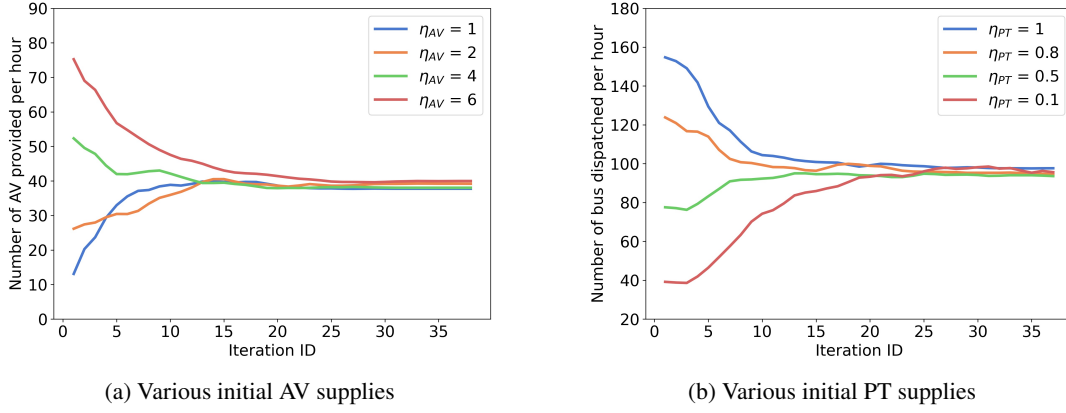 90
80
70
60
50
40
30
20
10
0
Number of AV provided per hour
0 5 10 15 20 25 30 35
Iteration ID
η_AV = 1
η_AV = 2
η_AV = 4
η_AV = 6
(a) Various initial AV supplies
180
160
140
120
100
80
60
40
20
Number of bus dispatched per hour
0 5 10 15 20 25 30 35
Iteration ID
η_PT = 1
η_PT = 0.8
η_PT = 0.5
η_PT = 0.1
(b) Various initial PT supplies